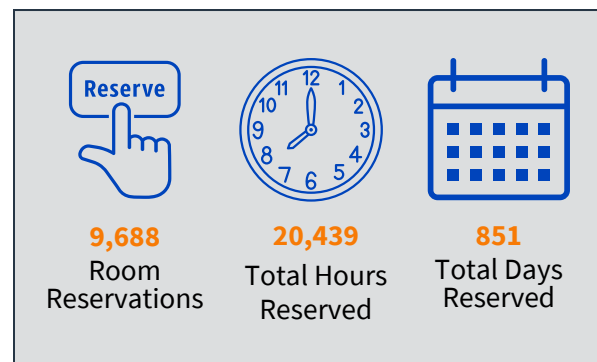 Reserve
9,688
Room
Reservations
12
1
2
3
4
5
6
7
8
9
10
11
20,439
Total Hours
Reserved
851
Total Days
Reserved